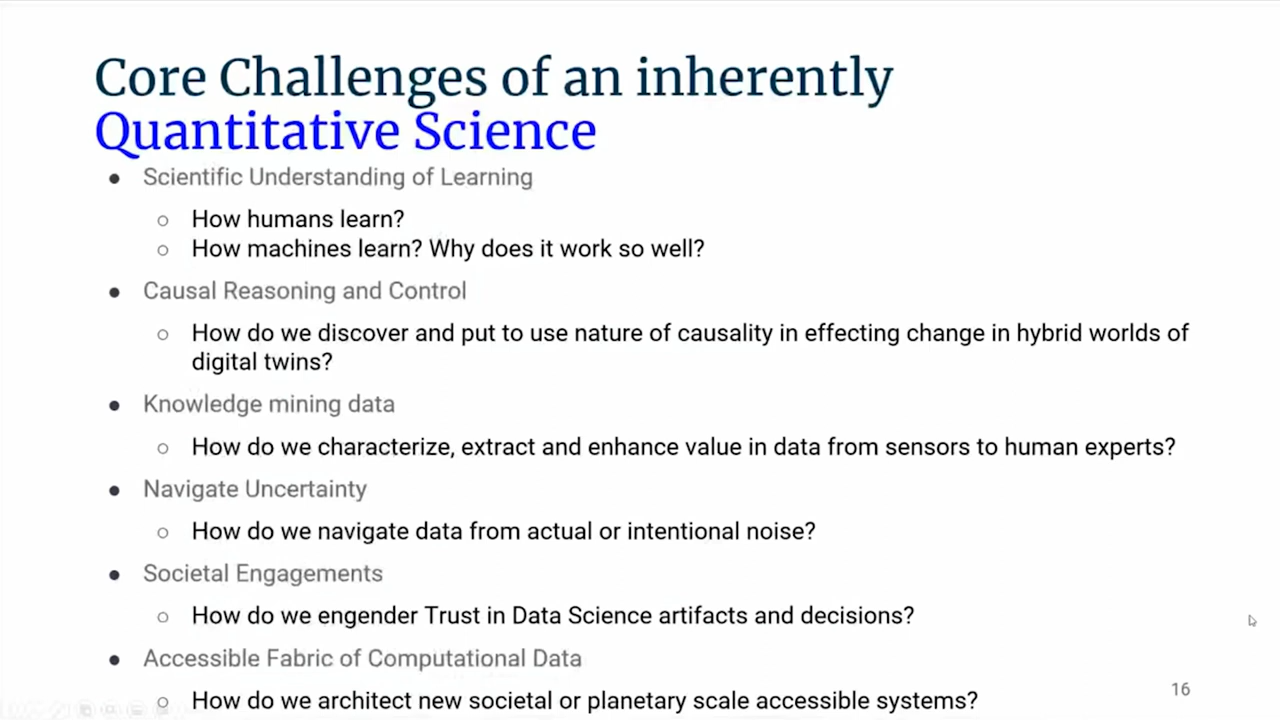 Core Challenges of an inherently
Quantitative Science
● Scientific Understanding of Learning
○ How humans learn?
○ How machines learn? Why does it work so well?
● Causal Reasoning and Control
○ How do we discover and put to use nature of causality in effecting change in hybrid worlds of
digital twins?
● Knowledge mining data
○ How do we characterize, extract and enhance value in data from sensors to human experts?
● Navigate Uncertainty
○ How do we navigate data from actual or intentional noise?
● Societal Engagements
○ How do we engender Trust in Data Science artifacts and decisions?
● Accessible Fabric of Computational Data
○ How do we architect new societal or planetary scale accessible systems?
16